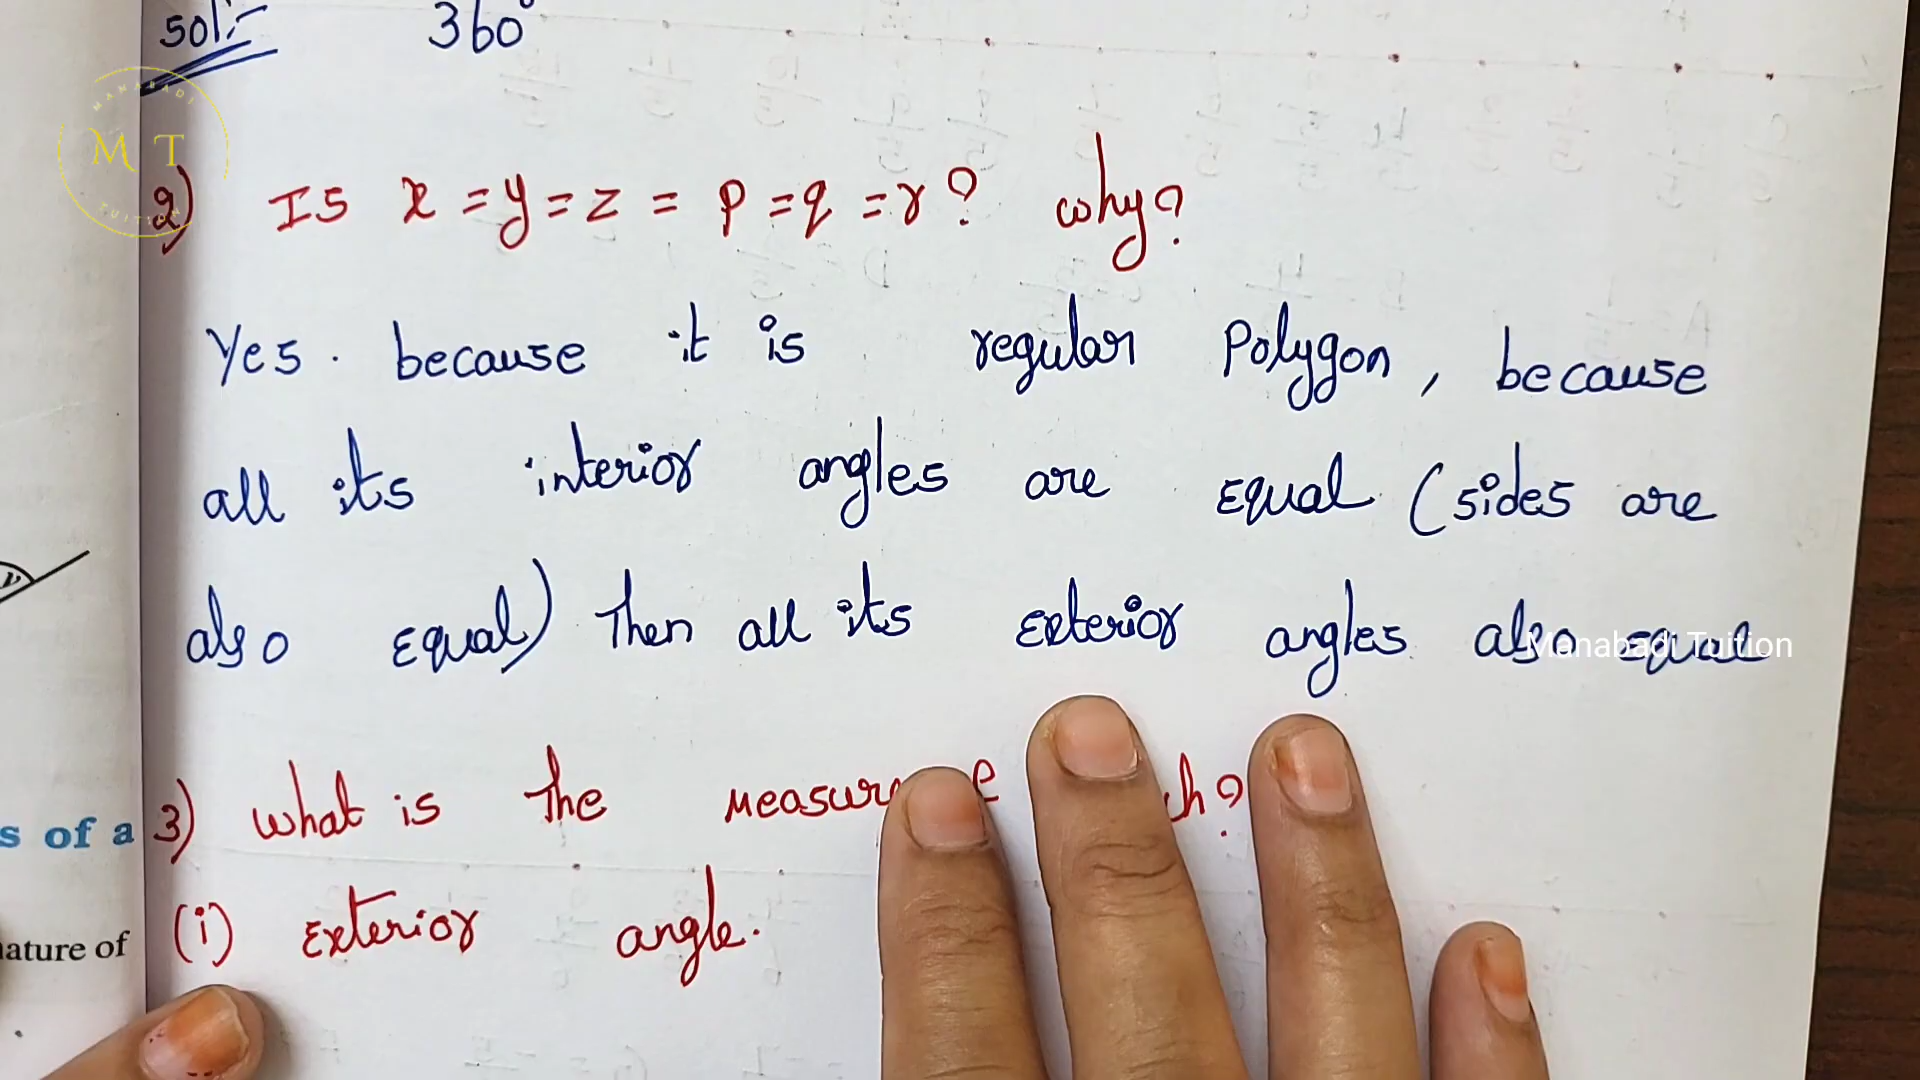 sol:-
360°
MANABADI
M T
TUITION
2) Is x = y = z = p = q = r ? why?
Yes. because it is regular Polygon, because
all its interior angles are equal (sides are
also equal) Then all its exterior angles also equal
Manabadi Tuition
3) what is the
(i) exterior angle.
s of a
ature of